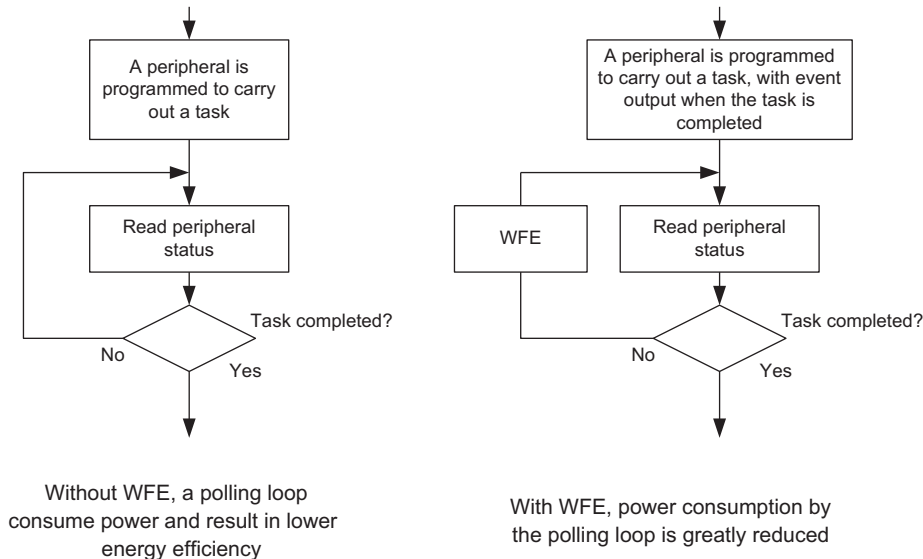 A peripheral is
programmed to carry
out a task
Read peripheral
status
Task completed?
No
Yes
Without WFE, a polling loop
consume power and result in lower
energy efficiency
A peripheral is programmed
to carry out a task, with event
output when the task is
completed
WFE
Read peripheral
status
Task completed?
No
Yes
With WFE, power consumption by
the polling loop is greatly reduced